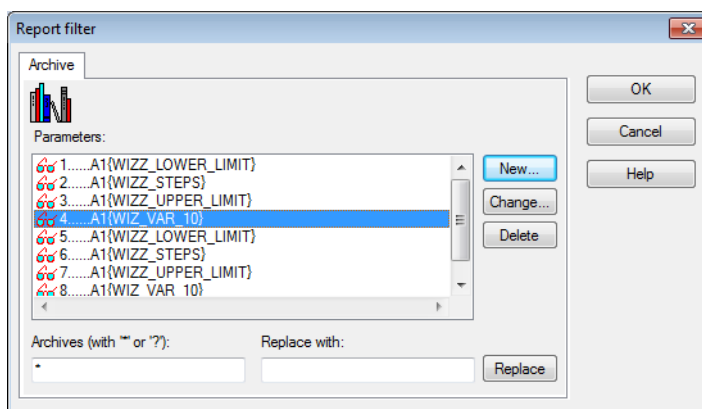 Report filter
Archive
OK
Cancel
Help
Parameters:
1......A1{WIZZ_LOWER_LIMIT}
2......A1{WIZZ_STEPS}
3......A1{WIZZ_UPPER_LIMIT}
4......A1{WIZ_VAR_10}
5......A1{WIZZ_LOWER_LIMIT}
6......A1{WIZZ_STEPS}
7......A1{WIZZ_UPPER_LIMIT}
8......A1{WIZ_VAR_10}
New...
Change...
Delete
Archives (with '*' or '?'):
Replace with:
*
Replace